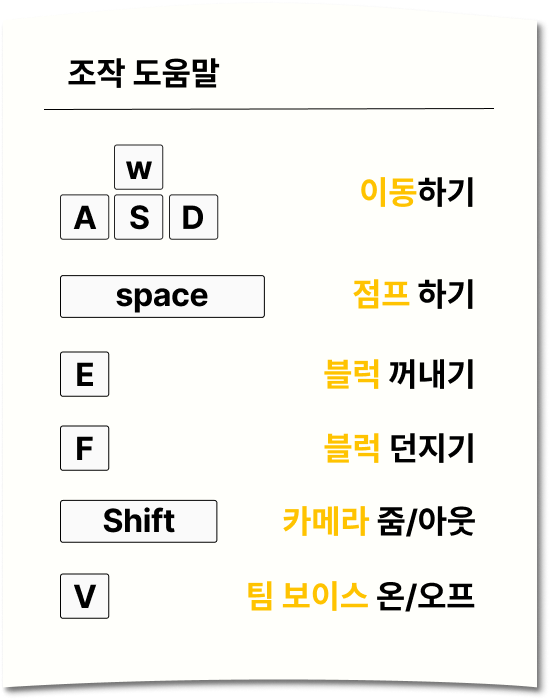 조작 도움말
w
A S D 이동하기
space 점프 하기
E 블럭 꺼내기
F 블럭 던지기
Shift 카메라 줌/아웃
V 팀 보이스 온/오프